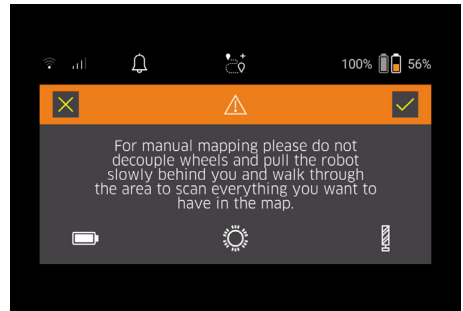 100% 56%
For manual mapping please do not
decouple wheels and pull the robot
slowly behind you and walk through
the area to scan everything you want to
have in the map.